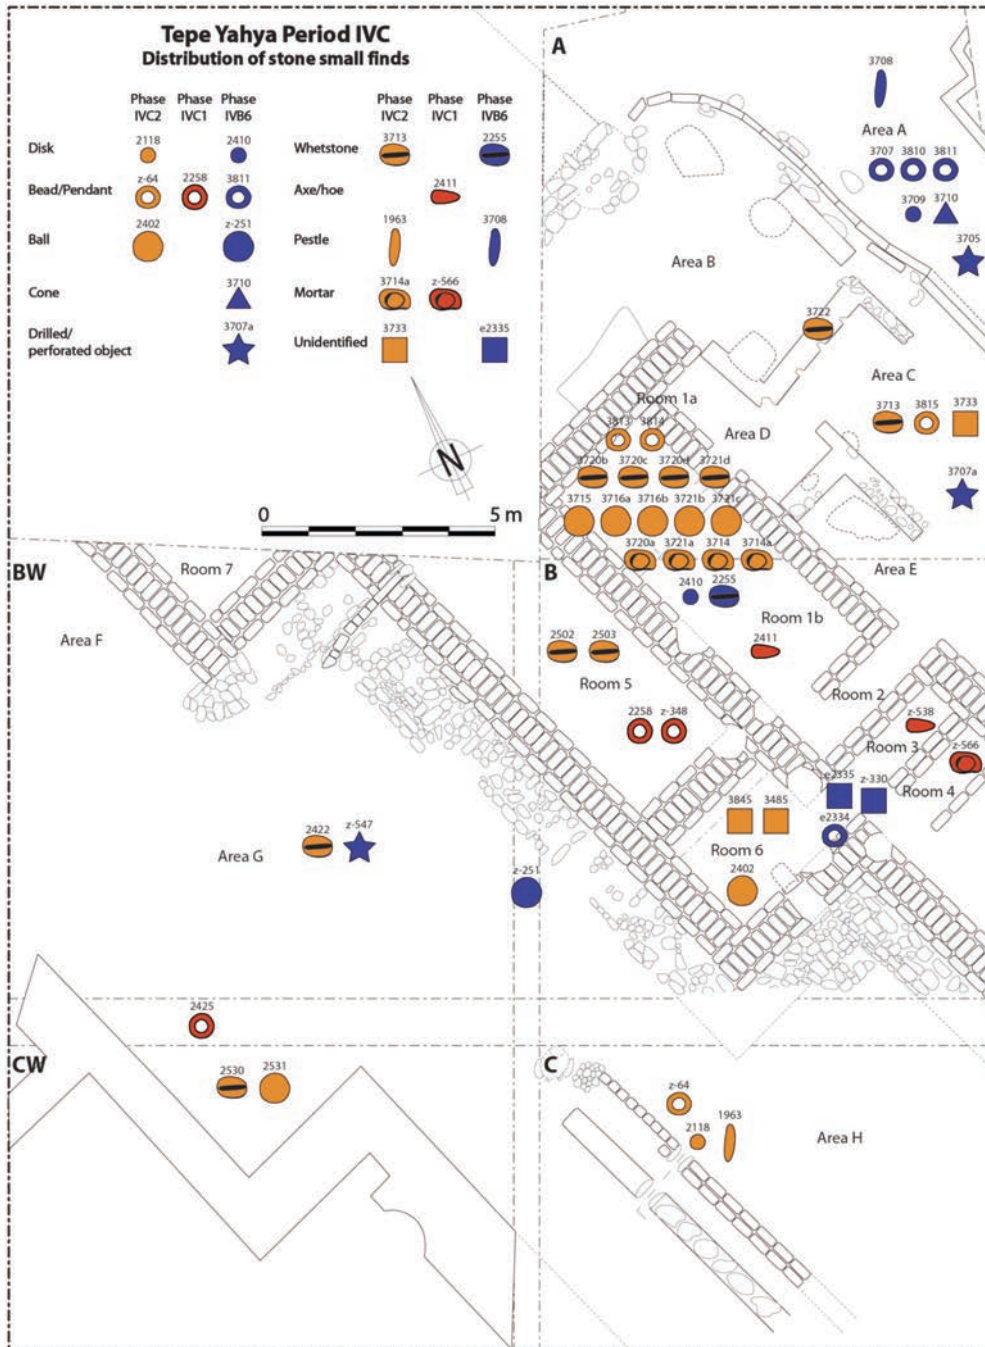 Tepe Yahya Period IVC
Distribution of stone small finds
Phase IVC2 Phase IVC1 Phase IVB6
Disk 2118 2410
Bead/Pendant z-64 2258 3811
Ball 2402 z-251
Cone 3710
Drilled/
perforated object 3707a
Phase IVC2 Phase IVC1 Phase IVB6
Whetstone 3713 2255
Axe/hoe 2411
Pestle 1963 3708
Mortar 3714a z-566
Unidentified 3733 e2335
N
0 5 m
A
3708
Area A
3707 3810 3811
3709 3710
3705
Area B
3722
Area C
3713 3815 3733
Room 1a
3813 3814
Area D
3720b 3720c 3720d 3721d
3707a
3715 3716a 3716b 3721b 3721c
3720a 3721a 3714 3714a
BW
Room 7
B
Area E
2410 2255
Room 1b
Area F
2502 2503
2411
Room 5
Room 2
2258 z-348
z-538
Room 3
z-566
Room 4
e2335 z-330
3845 3485
e2334
Room 6
2422 z-547
Area G
2402
z-251
2425
CW
C
2530 2531
z-64
2118 1963
Area H